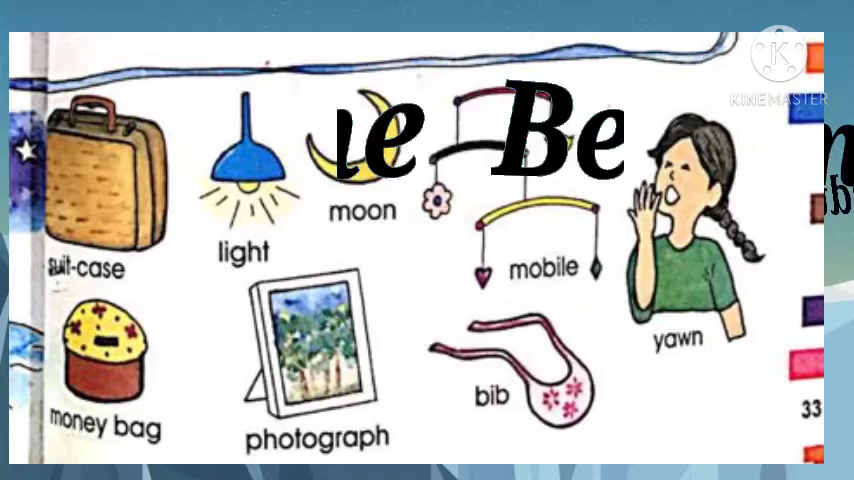 KINEMASTER
Be
moon
light
mobile
suit-case
yawn
bib
money bag
photograph
33